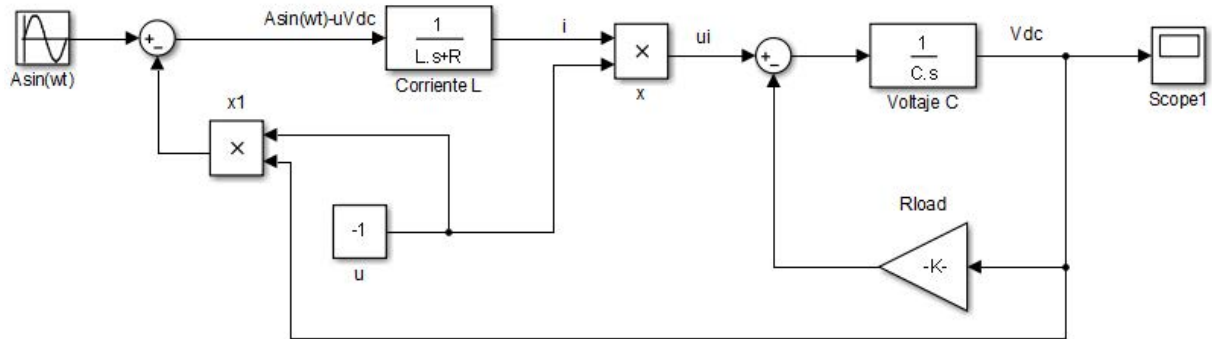 Asin(wt)
Asin(wt)-uVdc
1
L.s+R
Corriente L
i
×
x
ui
1
C.s
Voltaje C
Vdc
Scope1
x1
×
-1
u
Rload
-K-